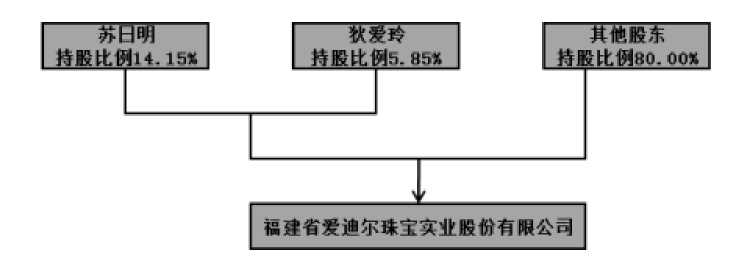 苏日明
持股比例14.15%
狄爱玲
持股比例5.85%
其他股东
持股比例80.00%
福建省爱迪尔珠宝实业股份有限公司